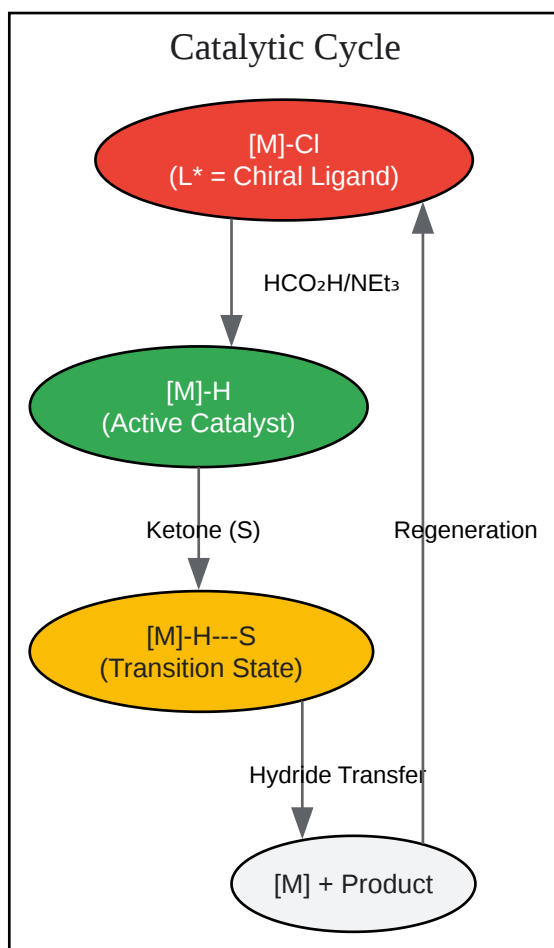 Catalytic Cycle
[M]-Cl
(L* = Chiral Ligand)
HCO₂H/NEt₃
[M]-H
(Active Catalyst)
Ketone (S)
Regeneration
[M]-H---S
(Transition State)
Hydride Transfer
[M] + Product